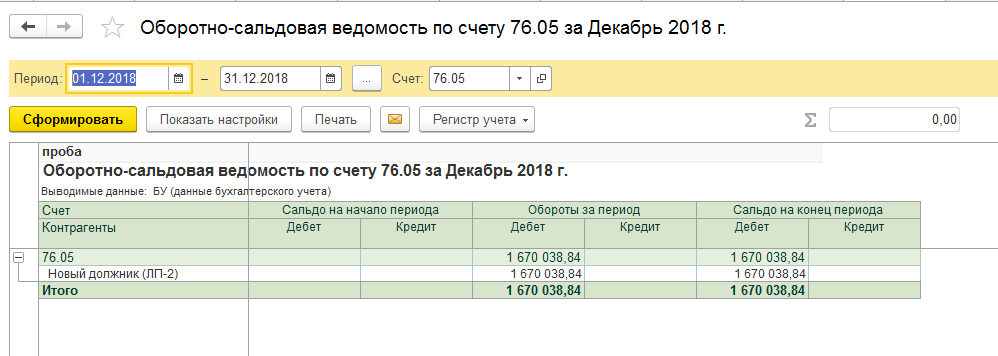 Оборотно-сальдовая ведомость по счету 76.05 за Декабрь 2018 г.
Период: 01.12.2018 – 31.12.2018 ... Счет: 76.05
Сформировать Показать настройки Печать Регистр учета Σ 0,00
проба
Оборотно-сальдовая ведомость по счету 76.05 за Декабрь 2018 г.
Выводимые данные: БУ (данные бухгалтерского учета)
Счет Сальдо на начало периода Обороты за период Сальдо на конец периода
Контрагенты Дебет Кредит Дебет Кредит Дебет Кредит
76.05 1 670 038,84 1 670 038,84
Новый должник (ЛП-2) 1 670 038,84 1 670 038,84
Итого 1 670 038,84 1 670 038,84